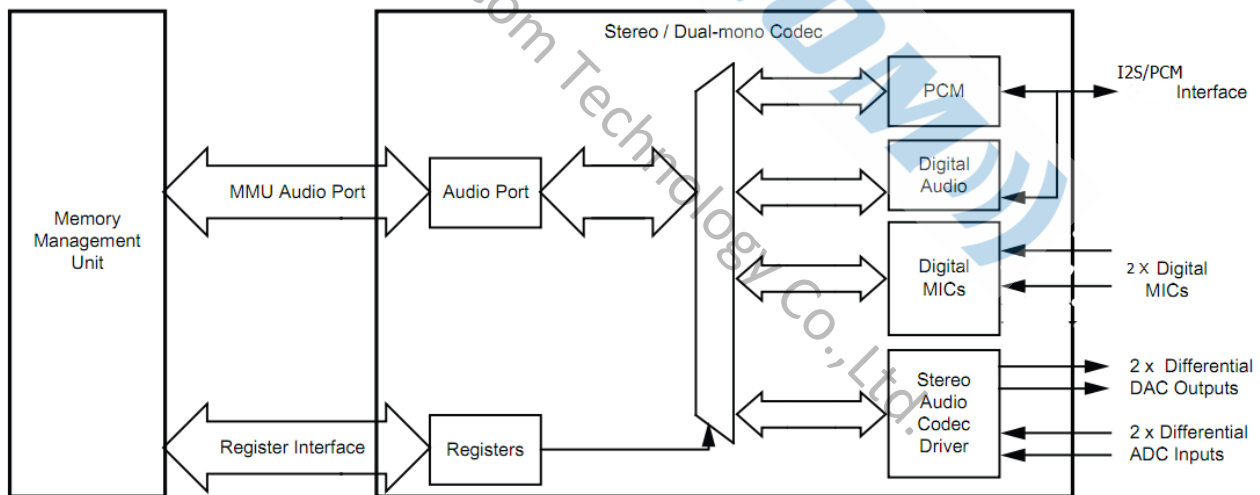 Stereo / Dual-mono Codec
Memory
Management
Unit
MMU Audio Port
Audio Port
Register Interface
Registers
PCM
Digital
Audio
Digital
MICs
Stereo
Audio
Codec
Driver
I2S/PCM
Interface
2 X Digital
MICs
2 x Differential
DAC Outputs
2 x Differential
ADC Inputs
com Technology Co., Ltd.